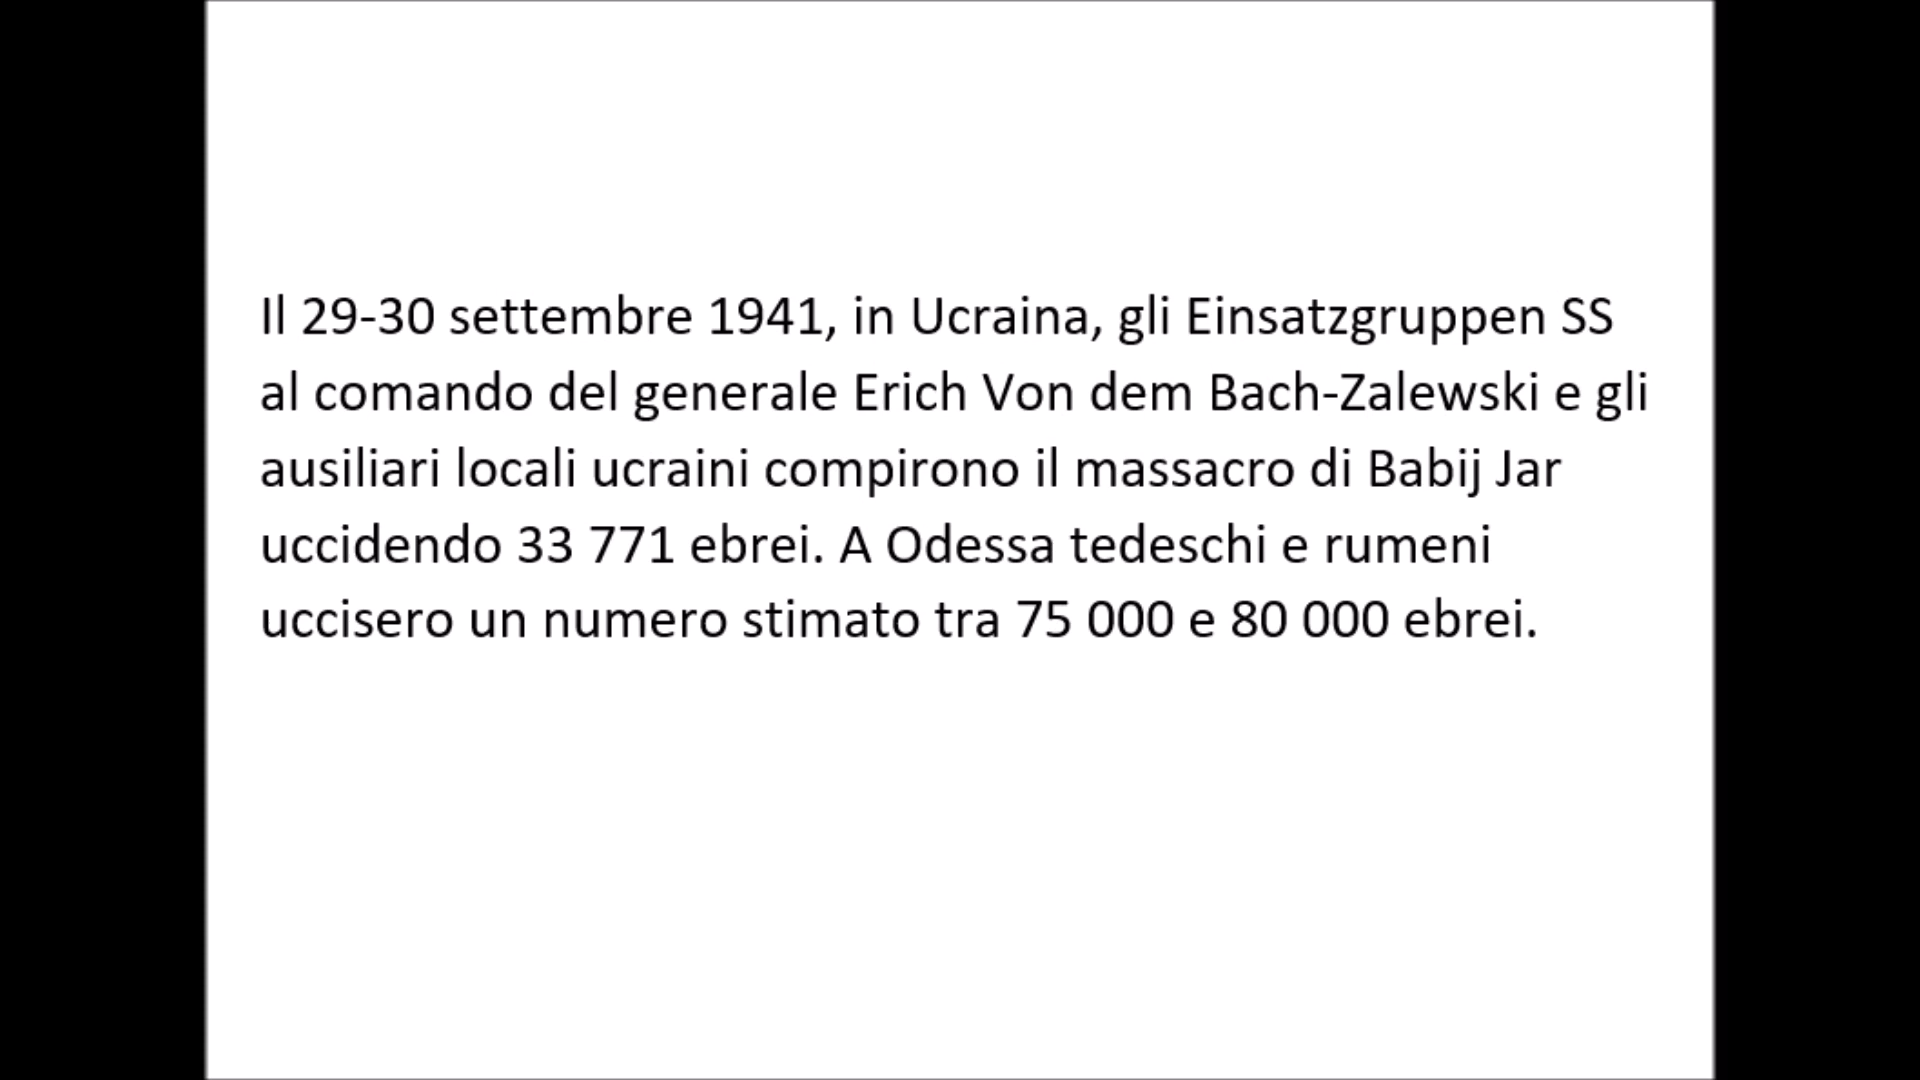 Il 29-30 settembre 1941, in Ucraina, gli Einsatzgruppen SS
al comando del generale Erich Von dem Bach-Zalewski e gli
ausiliari locali ucraini compirono il massacro di Babij Jar
uccidendo 33 771 ebrei. A Odessa tedeschi e rumeni
uccisero un numero stimato tra 75 000 e 80 000 ebrei.